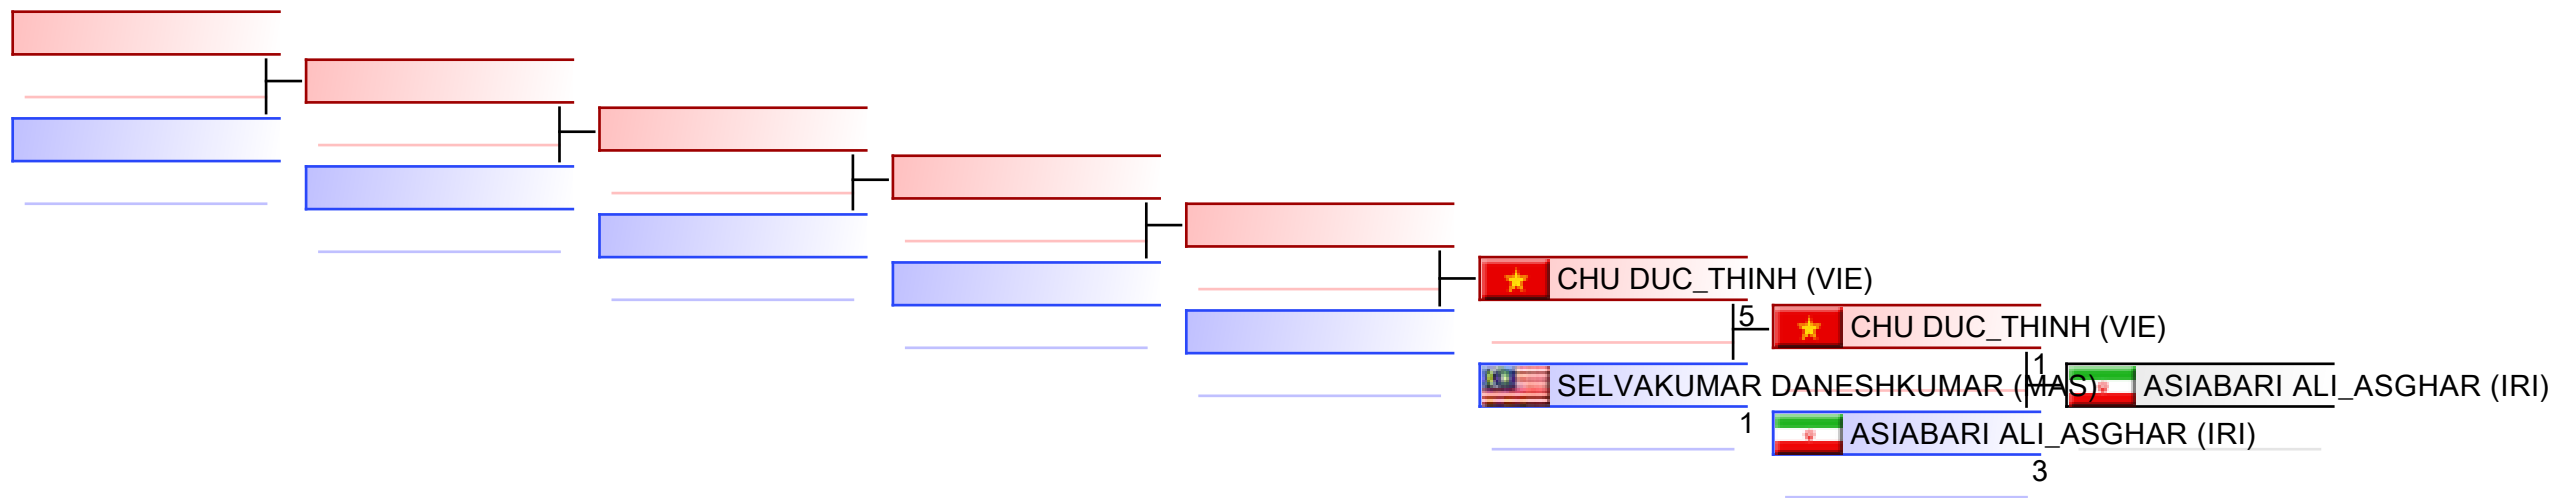 CHU DUC_THINH (VIE)
5
CHU DUC_THINH (VIE)
1
SELVAKUMAR DANESHKUMAR (MAS)
ASIABARI ALI_ASGHAR (IRI)
1
ASIABARI ALI_ASGHAR (IRI)
3